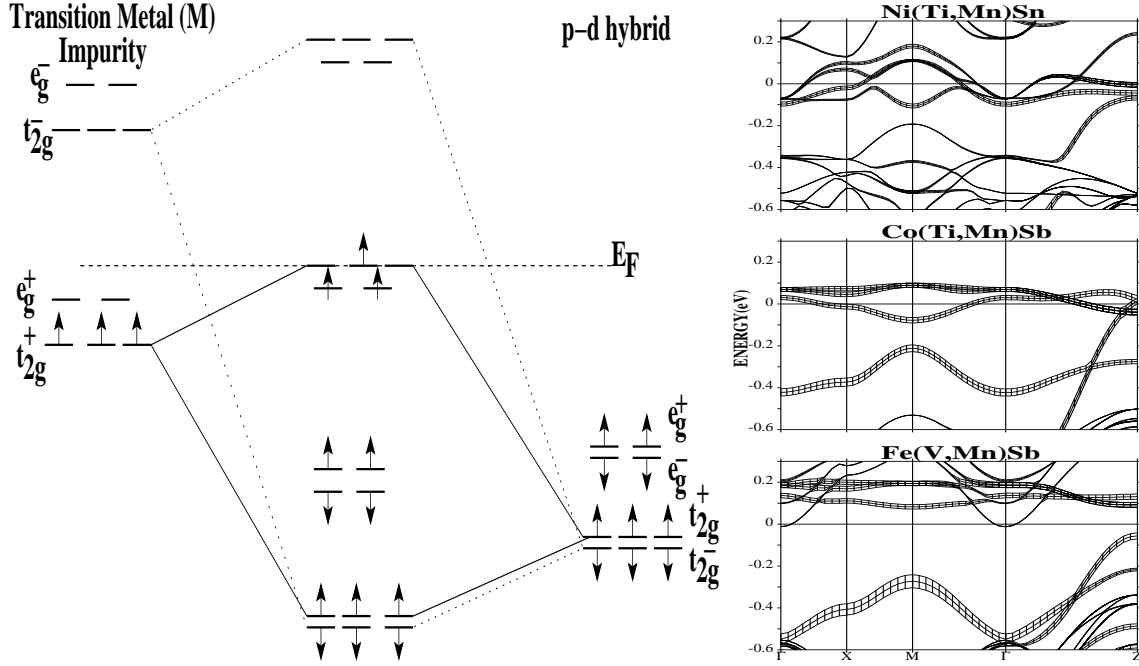 Transition Metal (M)
Impurity
p-d hybrid
e_g^-
t_2g^-
E_F
e_g^+
t_2g^+
e_g^+
e_g^-
t_2g^+
t_2g^-
Ni(Ti,Mn)Sn
0.2
0
-0.2
-0.4
-0.6
Co(Ti,Mn)Sb
0.2
0
-0.2
-0.4
-0.6
ENERGY(eV)
Fe(V,Mn)Sb
0.2
0
-0.2
-0.4
-0.6
Γ X M Γ Z